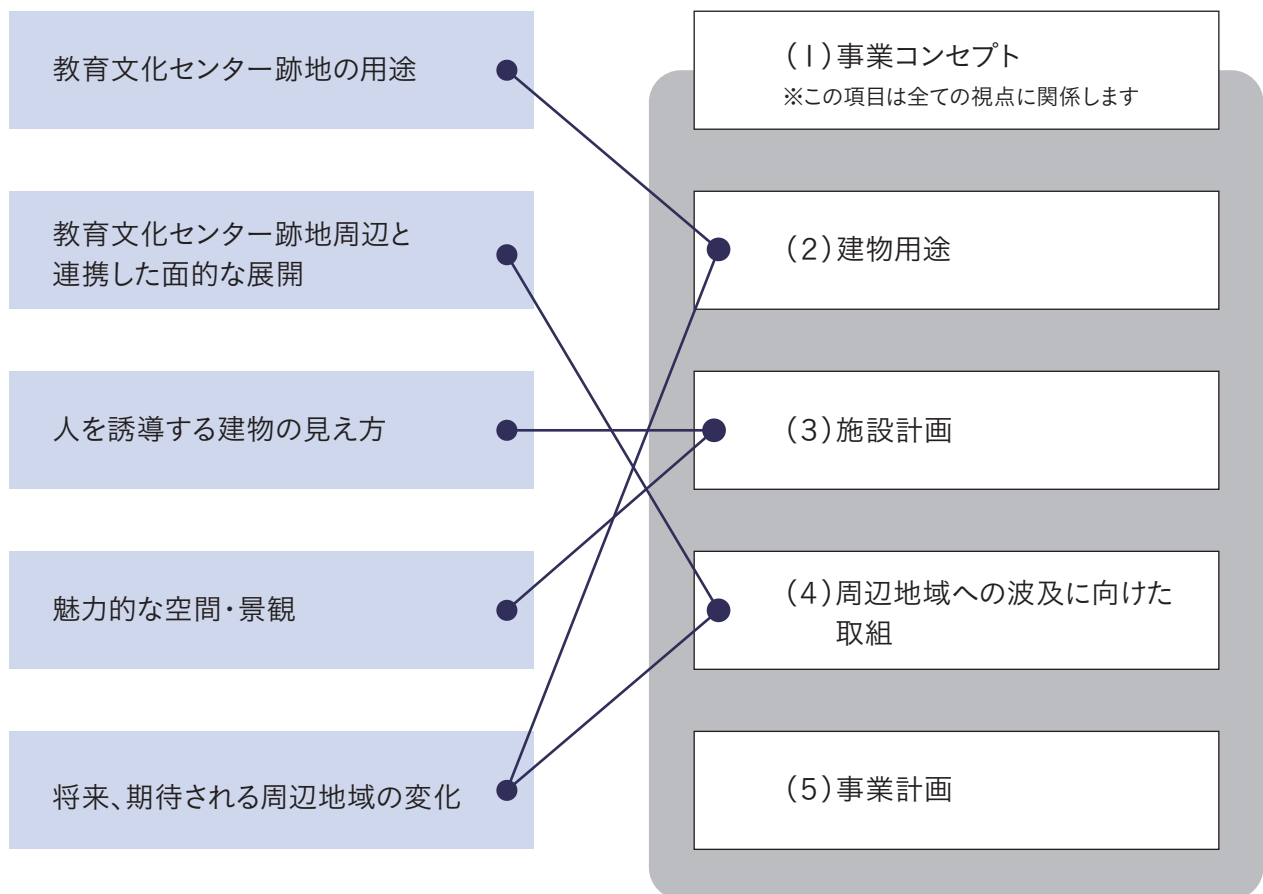 教育文化センター跡地の用途
教育文化センター跡地周辺と
連携した面的な展開
人を誘導する建物の見え方
魅力的な空間・景観
将来、期待される周辺地域の変化
(1)事業コンセプト
※この項目は全ての視点に関係します
(2)建物用途
(3)施設計画
(4)周辺地域への波及に向けた
取組
(5)事業計画